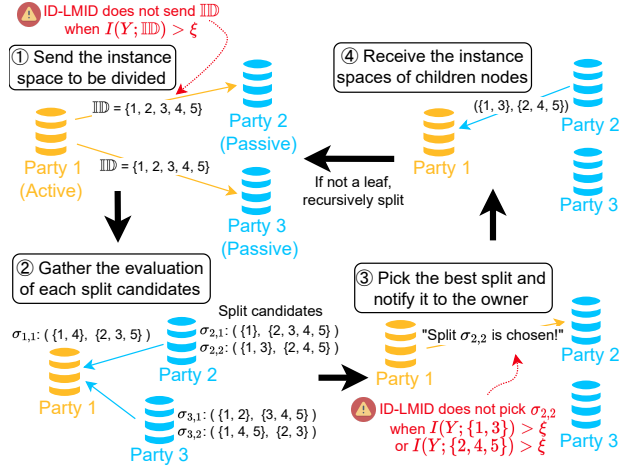 ID-LMID does not send 𝕀𝔻
when I(Y; 𝕀𝔻) > ξ
① Send the instance
space to be divided
𝕀𝔻 = {1, 2, 3, 4, 5}
Party 1
(Active)
𝕀𝔻 = {1, 2, 3, 4, 5}
Party 2
(Passive)
Party 3
(Passive)
④ Receive the instance
spaces of children nodes
({1, 3}, {2, 4, 5})
Party 1
Party 2
Party 3
If not a leaf,
recursively split
② Gather the evaluation
of each split candidates
Split candidates
σ1,1: ( {1, 4}, {2, 3, 5} )
σ2,1: ( {1}, {2, 3, 4, 5} )
σ2,2: ( {1, 3}, {2, 4, 5} )
Party 1
Party 2
σ3,1: ( {1, 2}, {3, 4, 5} )
σ3,2: ( {1, 4, 5}, {2, 3} )
Party 3
③ Pick the best split and
notify it to the owner
"Split σ2,2 is chosen!"
Party 1
Party 2
Party 3
ID-LMID does not pick σ2,2
when I(Y; {1, 3}) > ξ
or I(Y; {2, 4, 5}) > ξ